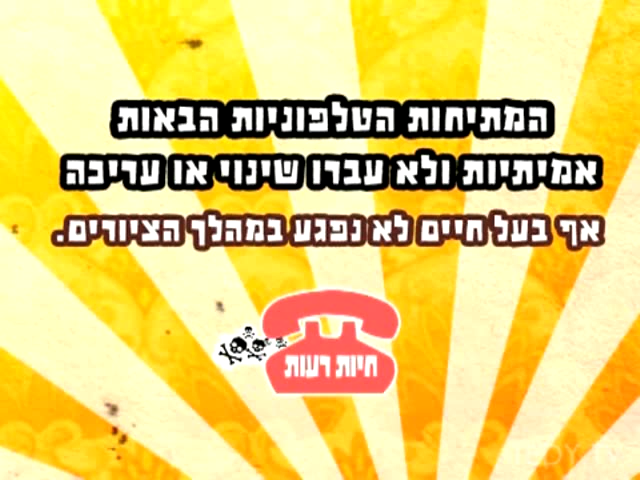 המתיחות הטלפוניות הבאות
אמיתיות ולא עברו שינוי או עריכה
אף בעל חיים לא נפגע במהלך הציורים.
חיות רעות